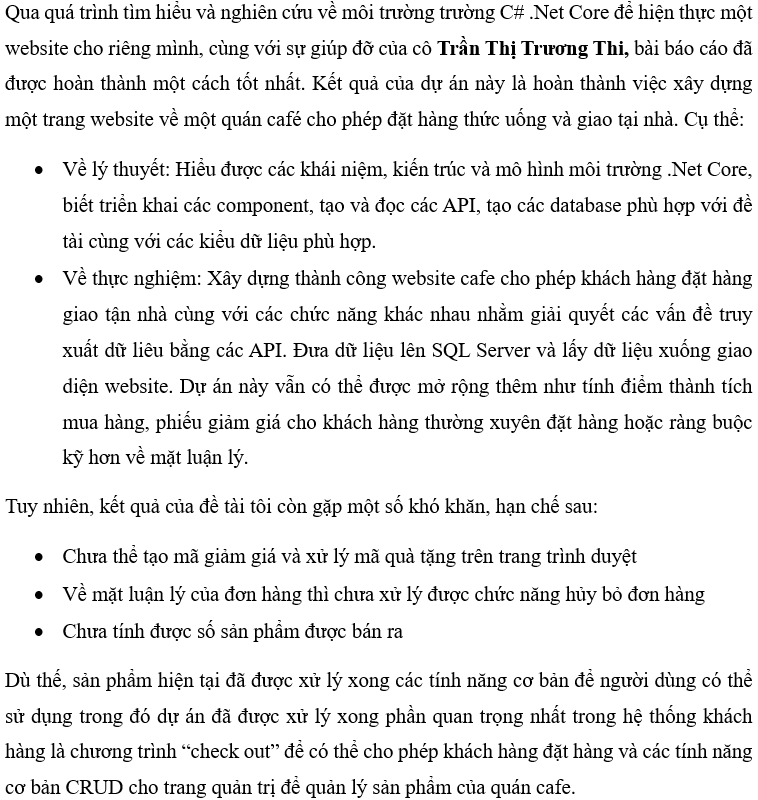 Qua quá trình tìm hiểu và nghiên cứu về môi trường trường C# .Net Core để hiện thực một
website cho riêng mình, cùng với sự giúp đỡ của cô Trần Thị Trương Thi, bài báo cáo đã
được hoàn thành một cách tốt nhất. Kết quả của dự án này là hoàn thành việc xây dựng
một trang website về một quán café cho phép đặt hàng thức uống và giao tại nhà. Cụ thể:
• Về lý thuyết: Hiểu được các khái niệm, kiến trúc và mô hình môi trường .Net Core,
biết triển khai các component, tạo và đọc các API, tạo các database phù hợp với đề
tài cùng với các kiểu dữ liệu phù hợp.
• Về thực nghiệm: Xây dựng thành công website cafe cho phép khách hàng đặt hàng
giao tận nhà cùng với các chức năng khác nhau nhằm giải quyết các vấn đề truy
xuất dữ liêu bằng các API. Đưa dữ liệu lên SQL Server và lấy dữ liệu xuống giao
diện website. Dự án này vẫn có thể được mở rộng thêm như tính điểm thành tích
mua hàng, phiếu giảm giá cho khách hàng thường xuyên đặt hàng hoặc ràng buộc
kỹ hơn về mặt luận lý.
Tuy nhiên, kết quả của đề tài tôi còn gặp một số khó khăn, hạn chế sau:
• Chưa thể tạo mã giảm giá và xử lý mã quà tặng trên trang trình duyệt
• Về mặt luận lý của đơn hàng thì chưa xử lý được chức năng hủy bỏ đơn hàng
• Chưa tính được số sản phẩm được bán ra
Dù thế, sản phẩm hiện tại đã được xử lý xong các tính năng cơ bản để người dùng có thể
sử dụng trong đó dự án đã được xử lý xong phần quan trọng nhất trong hệ thống khách
hàng là chương trình “check out” để có thể cho phép khách hàng đặt hàng và các tính năng
cơ bản CRUD cho trang quản trị để quản lý sản phẩm của quán cafe.